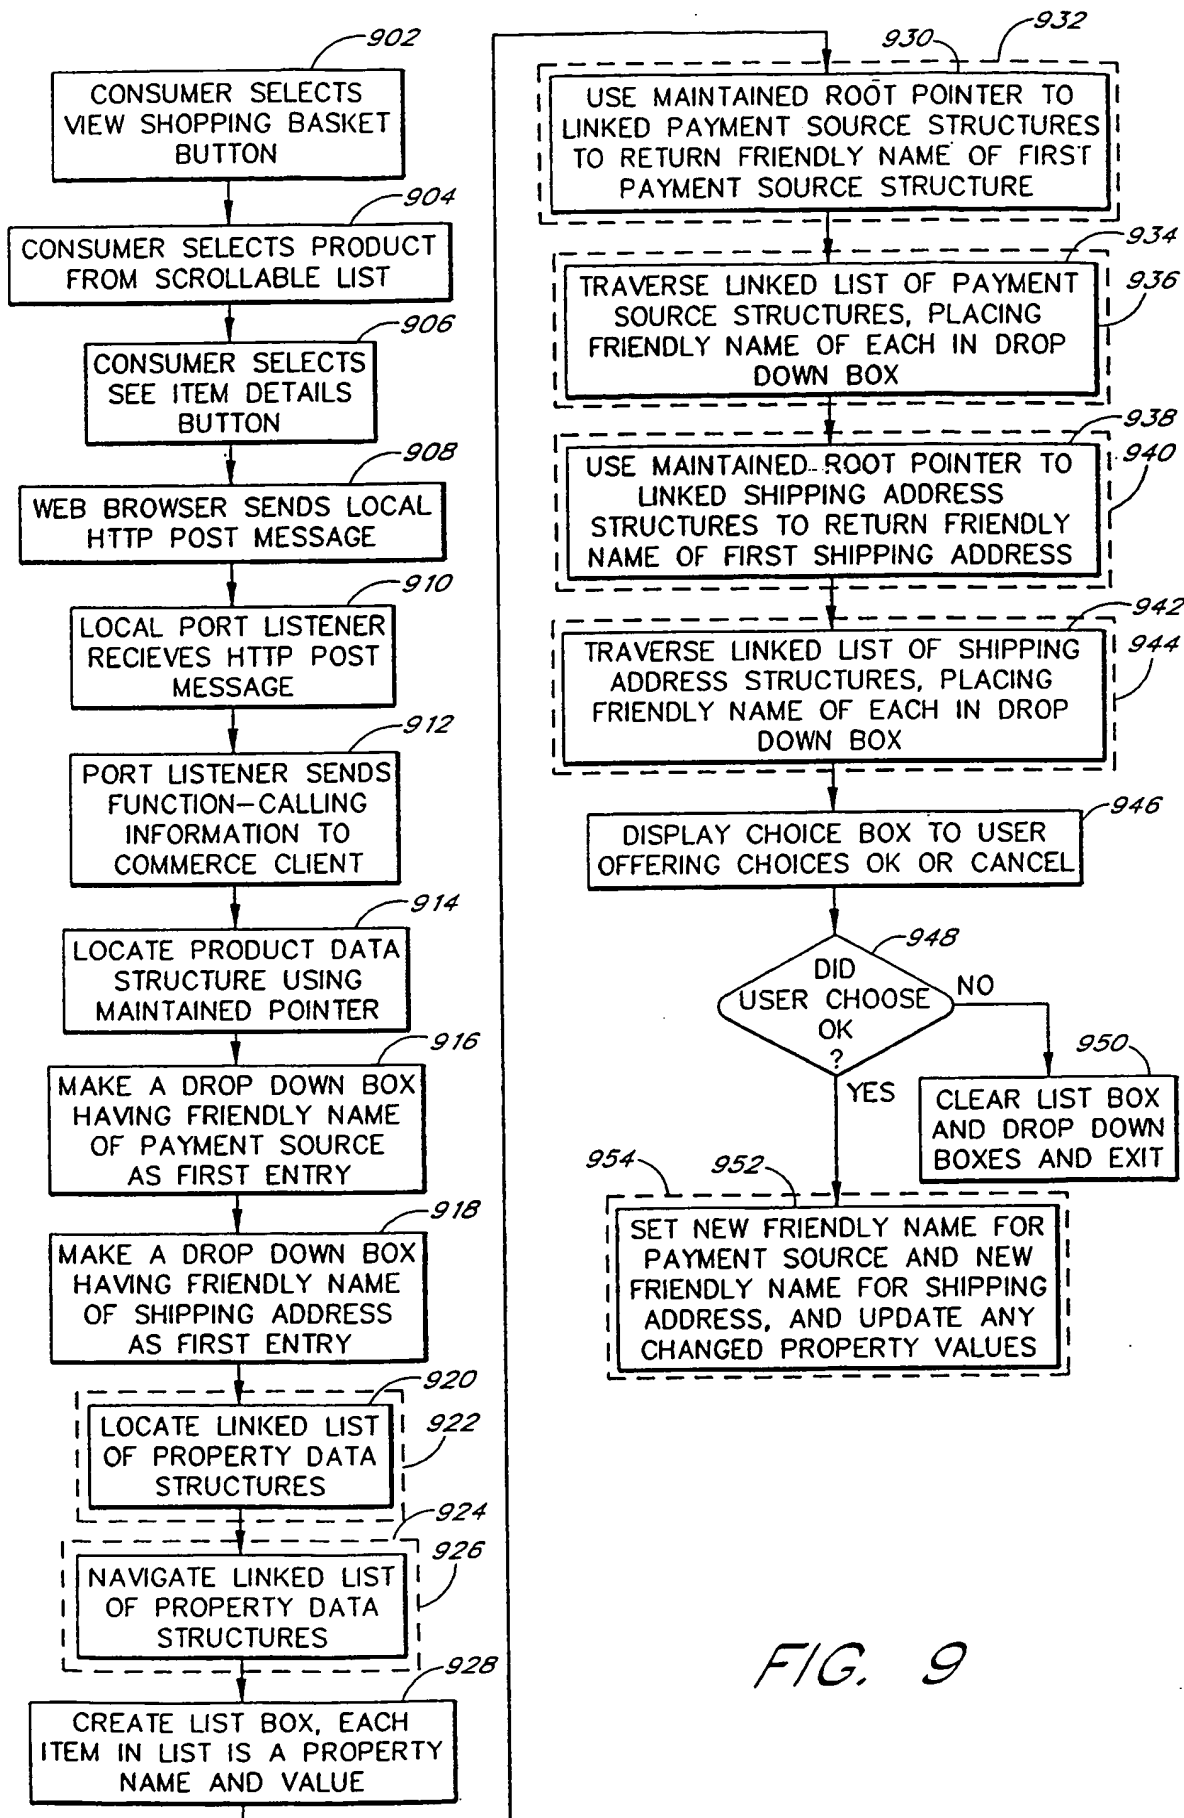 902
CONSUMER SELECTS
VIEW SHOPPING BASKET
BUTTON
904
CONSUMER SELECTS PRODUCT
FROM SCROLLABLE LIST
906
CONSUMER SELECTS
SEE ITEM DETAILS
BUTTON
908
WEB BROWSER SENDS LOCAL
HTTP POST MESSAGE
910
LOCAL PORT LISTENER
RECIEVES HTTP POST
MESSAGE
912
PORT LISTENER SENDS
FUNCTION-CALLING
INFORMATION TO
COMMERCE CLIENT
914
LOCATE PRODUCT DATA
STRUCTURE USING
MAINTAINED POINTER
916
MAKE A DROP DOWN BOX
HAVING FRIENDLY NAME
OF PAYMENT SOURCE
AS FIRST ENTRY
918
MAKE A DROP DOWN BOX
HAVING FRIENDLY NAME
OF SHIPPING ADDRESS
AS FIRST ENTRY
920
922
LOCATE LINKED LIST
OF PROPERTY DATA
STRUCTURES
924
926
NAVIGATE LINKED LIST
OF PROPERTY DATA
STRUCTURES
928
CREATE LIST BOX, EACH
ITEM IN LIST IS A PROPERTY
NAME AND VALUE
930
932
USE MAINTAINED ROOT POINTER TO
LINKED PAYMENT SOURCE STRUCTURES
TO RETURN FRIENDLY NAME OF FIRST
PAYMENT SOURCE STRUCTURE
934
936
TRAVERSE LINKED LIST OF PAYMENT
SOURCE STRUCTURES, PLACING
FRIENDLY NAME OF EACH IN DROP
DOWN BOX
938
940
USE MAINTAINED ROOT POINTER TO
LINKED SHIPPING ADDRESS
STRUCTURES TO RETURN FRIENDLY
NAME OF FIRST SHIPPING ADDRESS
942
944
TRAVERSE LINKED LIST OF SHIPPING
ADDRESS STRUCTURES, PLACING
FRIENDLY NAME OF EACH IN DROP
DOWN BOX
946
DISPLAY CHOICE BOX TO USER
OFFERING CHOICES OK OR CANCEL
948
DID
USER CHOOSE
OK
?
NO
YES
950
CLEAR LIST BOX
AND DROP DOWN
BOXES AND EXIT
954
952
SET NEW FRIENDLY NAME FOR
PAYMENT SOURCE AND NEW
FRIENDLY NAME FOR SHIPPING
ADDRESS, AND UPDATE ANY
CHANGED PROPERTY VALUES
FIG. 9